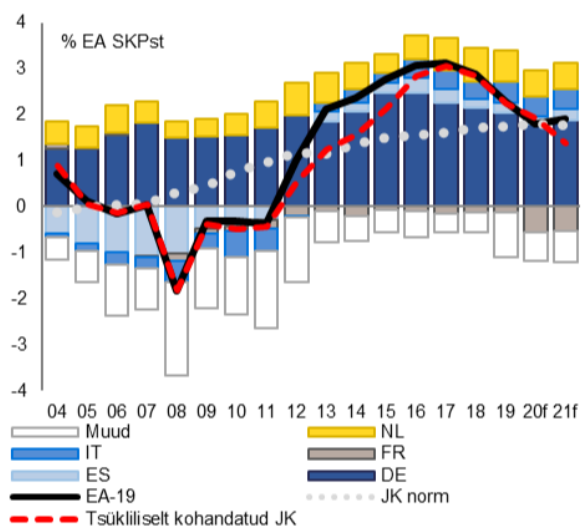 4
% EA SKPst
3
2
1
0
-1
-2
-3
-4
04 05 06 07 08 09 10 11 12 13 14 15 16 17 18 19 20f 21f
Muud NL
IT FR
ES DE
EA-19 JK norm
Tsükliliselt kohandatud JK